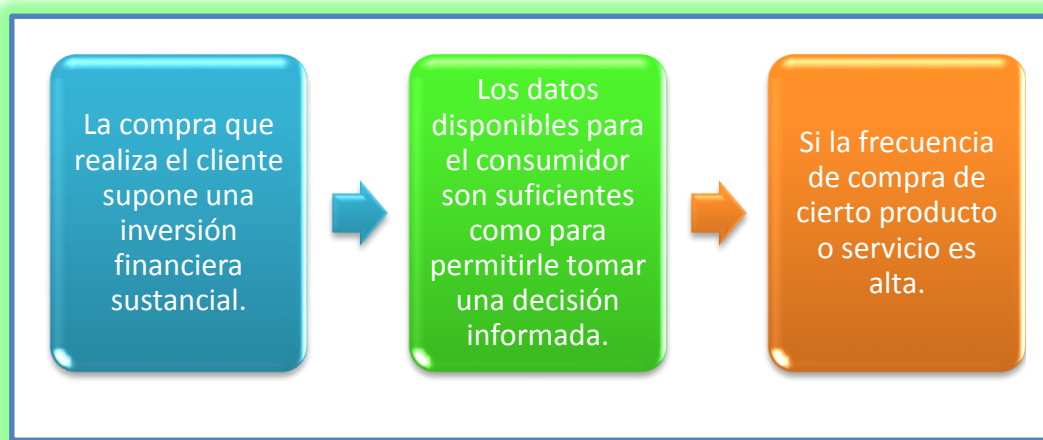 La compra que
realiza el cliente
supone una
inversión
financiera
sustancial.
Los datos
disponibles para
el consumidor
son suficientes
como para
permitirle tomar
una decisión
informada.
Si la frecuencia
de compra de
cierto producto
o servicio es
alta.